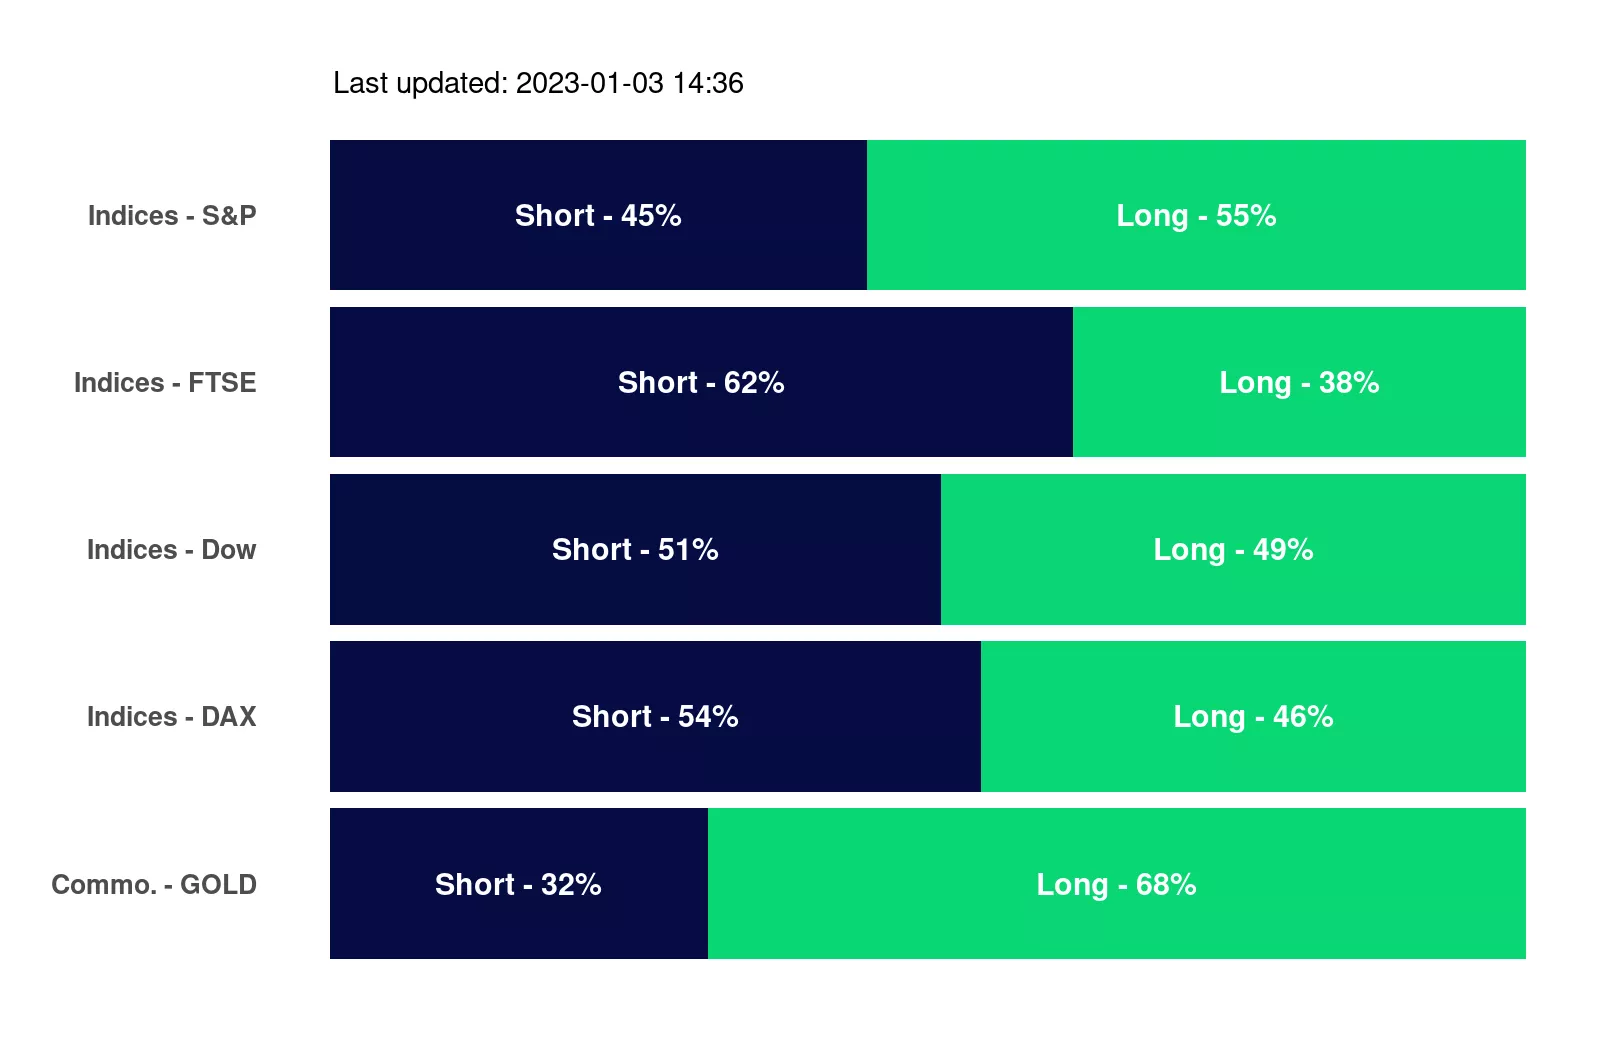 Last updated: 2023-01-03 14:36
Indices - S&P Short - 45% Long - 55%
Indices - FTSE Short - 62% Long - 38%
Indices - Dow Short - 51% Long - 49%
Indices - DAX Short - 54% Long - 46%
Commo. - GOLD Short - 32% Long - 68%